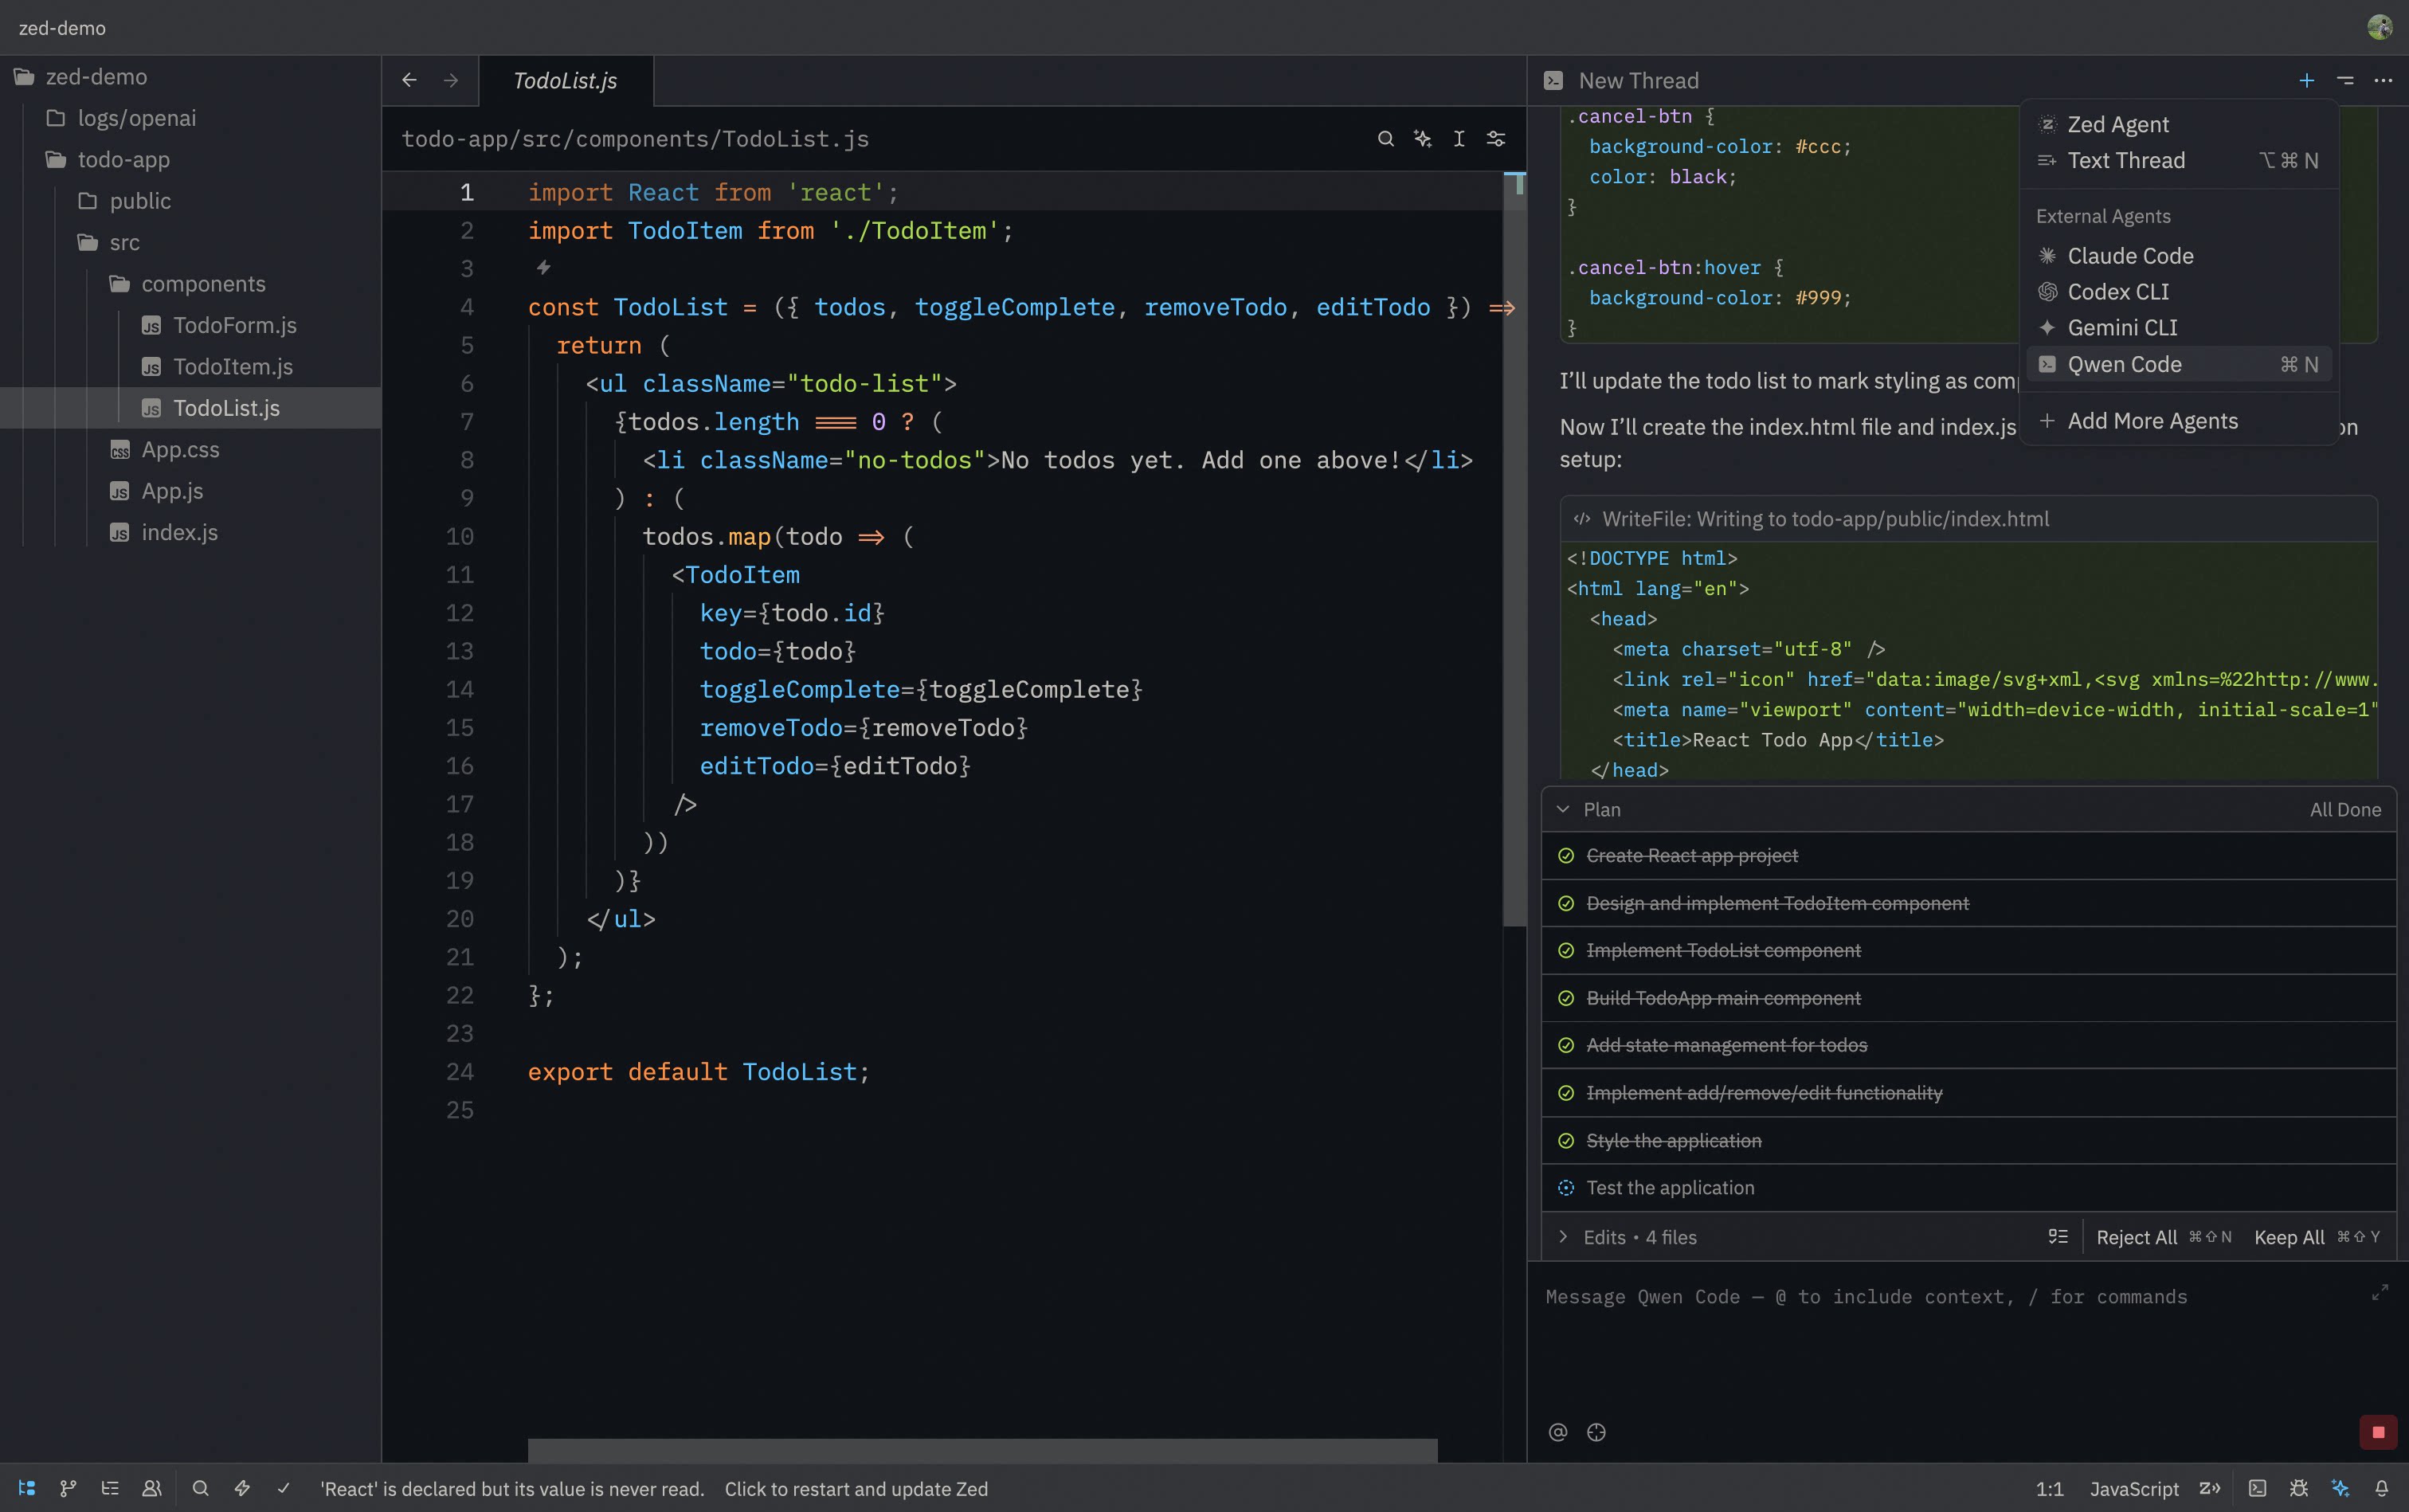 zed-demo
zed-demo
logs/openai
todo-app
public
src
components
TodoForm.js
TodoItem.js
TodoList.js
App.css
App.js
index.js
TodoList.js
todo-app/src/components/TodoList.js
1 import React from 'react';
2 import TodoItem from './TodoItem';
3
4 const TodoList = ({ todos, toggleComplete, removeTodo, editTodo }) =>
5 return (
6 <ul className="todo-list">
7 {todos.length === 0 ? (
8 <li className="no-todos">No todos yet. Add one above!</li>
9 ) : (
10 todos.map(todo => (
11 <TodoItem
12 key={todo.id}
13 todo={todo}
14 toggleComplete={toggleComplete}
15 removeTodo={removeTodo}
16 editTodo={editTodo}
17 />
18 ))
19 )}
20 </ul>
21 );
22 };
23
24 export default TodoList;
25
New Thread
.cancel-btn {
background-color: #ccc;
color: black;
}
.cancel-btn:hover {
background-color: #999;
}
I'll update the todo list to mark styling as
Now I'll create the index.html file and index.js on
setup:
Zed Agent
Text Thread ⌥⌘N
External Agents
Claude Code
Codex CLI
Gemini CLI
Qwen Code ⌘N
+ Add More Agents
WriteFile: Writing to todo-app/public/index.html
<!DOCTYPE html>
<html lang="en">
<head>
<meta charset="utf-8" />
<link rel="icon" href="data:image/svg+xml,<svg xmlns=%22http://www.
<meta name="viewport" content="width=device-width, initial-scale=1"
<title>React Todo App</title>
</head>
Plan All Done
Create React app project
Design and implement TodoItem component
Implement TodoList component
Build TodoApp main component
Add state management for todos
Implement add/remove/edit functionality
Style the application
Test the application
Edits • 4 files Reject All ⌘⇧N Keep All ⌘⇧Y
Message Qwen Code — @ to include context, / for commands
'React' is declared but its value is never read. Click to restart and update Zed 1:1 JavaScript